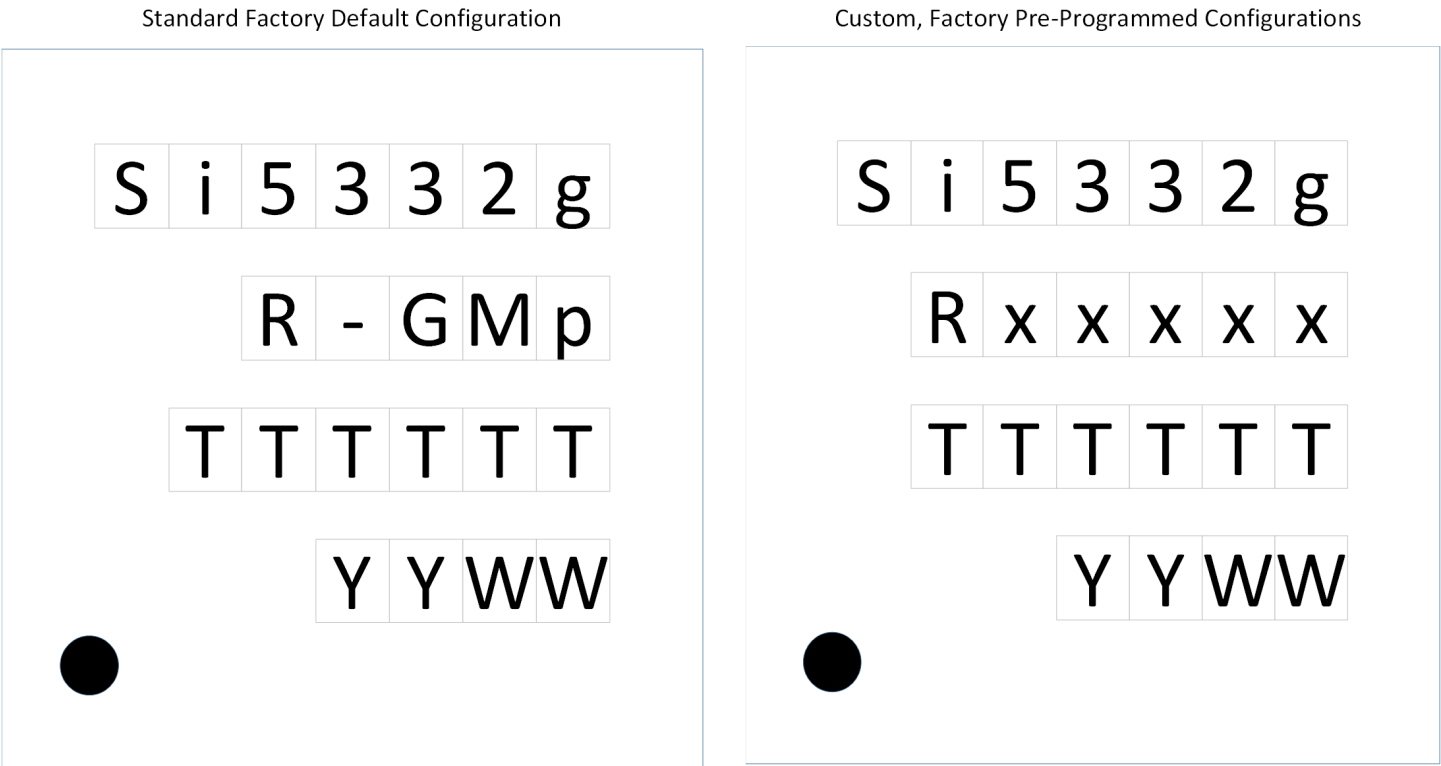 Standard Factory Default Configuration
Si5332g
R-GMp
TTTTTT
YYWW
Custom, Factory Pre-Programmed Configurations
Si5332g
Rxxxxx
TTTTTT
YYWW